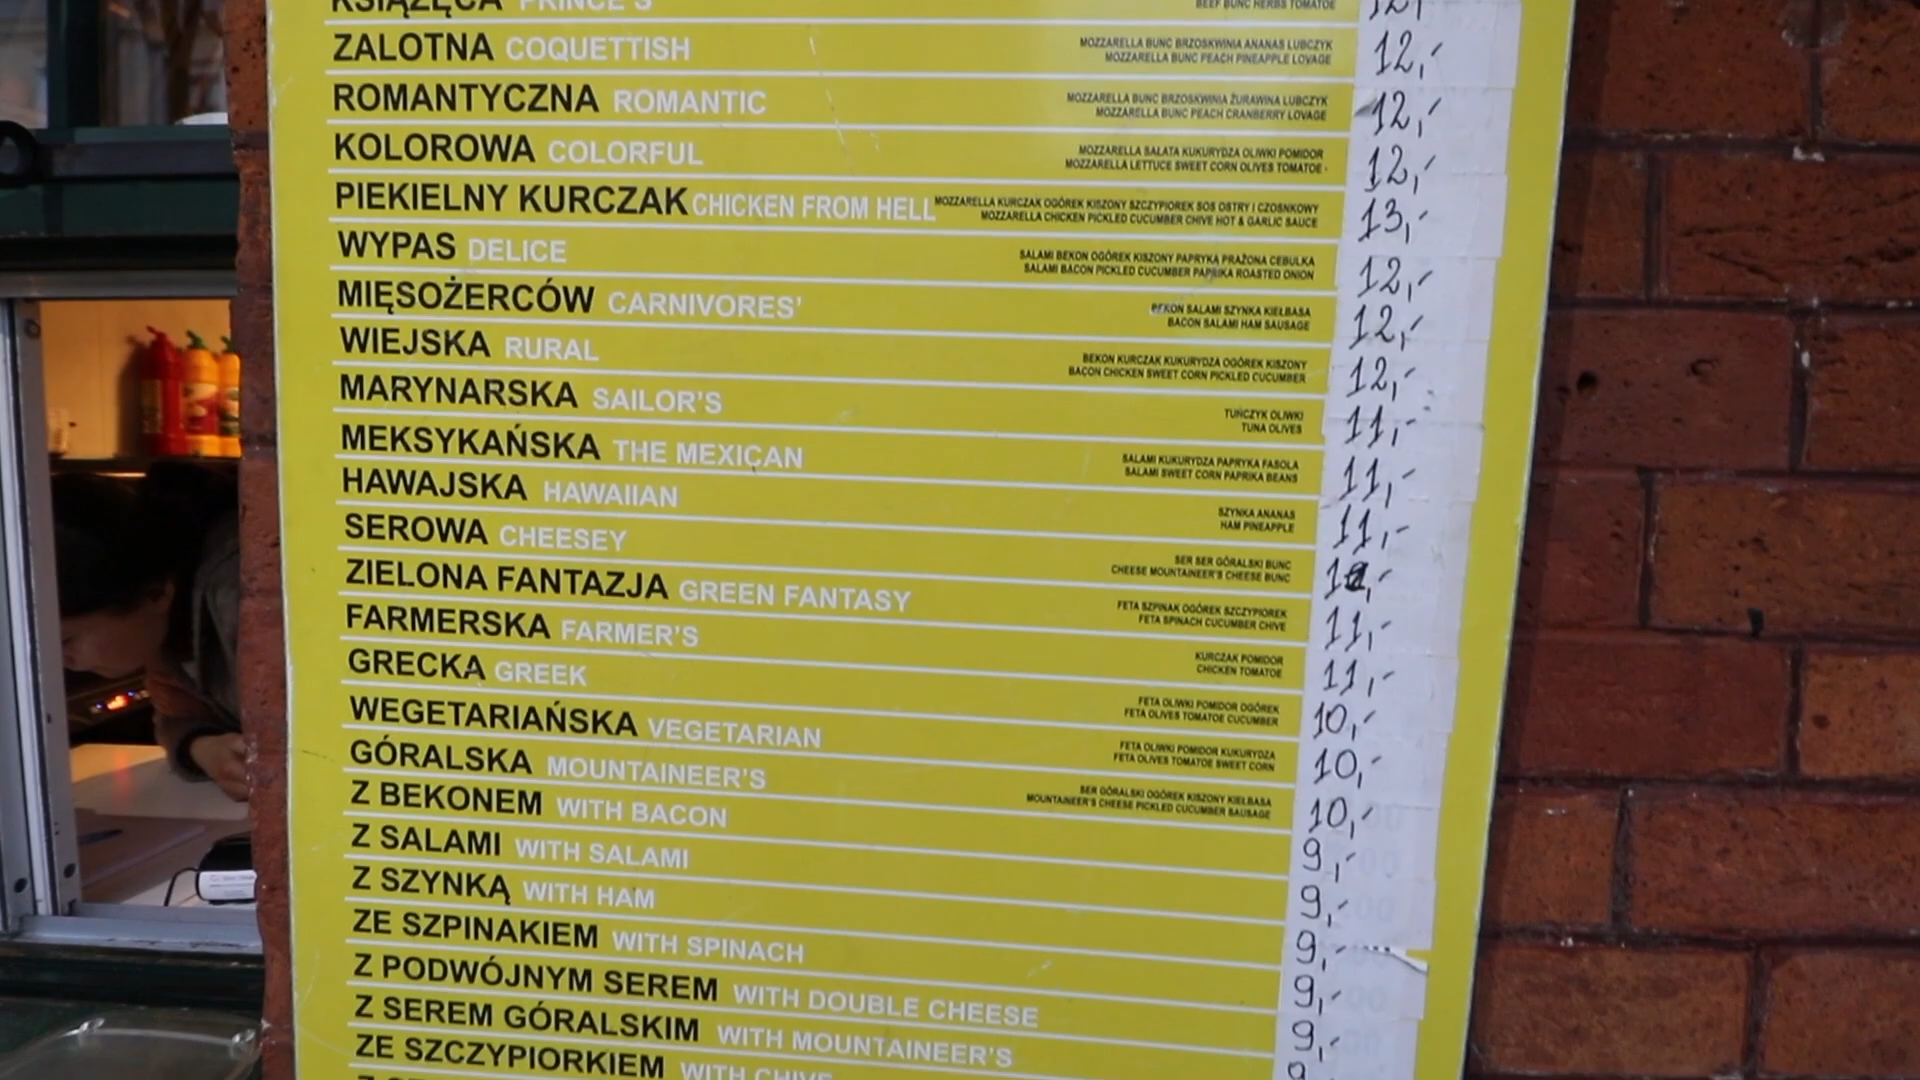 KSIĄŻĘCA PRINCE'S BEEF BUNC HERBS TOMATOE 12,-
ZALOTNA COQUETTISH MOZZARELLA BUNC BRZOSKWINIA ANANAS LUBCZYK 12,-
MOZZARELLA BUNC PEACH PINEAPPLE LOVAGE
ROMANTYCZNA ROMANTIC MOZZARELLA BUNC BRZOSKWINIA ŻURAWINA LUBCZYK 12,-
MOZZARELLA BUNC PEACH CRANBERRY LOVAGE
KOLOROWA COLORFUL MOZZARELLA SAŁATA KUKURYDZA OLIWKI POMIDOR 12,-
MOZZARELLA LETTUCE SWEET CORN OLIVES TOMATOE
PIEKIELNY KURCZAK CHICKEN FROM HELL MOZZARELLA KURCZAK OGÓREK KISZONY SZCZYPIOREK SOS OSTRY I CZOSNKOWY 13,-
MOZZARELLA CHICKEN PICKLED CUCUMBER CHIVE HOT & GARLIC SAUCE
WYPAS DELICE SALAMI BEKON OGÓREK KISZONY PAPRYKA PRAŻONA CEBULKA 12,-
SALAMI BACON PICKLED CUCUMBER PAPRIKA ROASTED ONION
MIĘSOŻERCÓW CARNIVORES' BEKON SALAMI SZYNKA KIEŁBASA 12,-
BACON SALAMI HAM SAUSAGE
WIEJSKA RURAL BEKON KURCZAK KUKURYDZA OGÓREK KISZONY 12,-
BACON CHICKEN SWEET CORN PICKLED CUCUMBER
MARYNARSKA SAILOR'S TUŃCZYK OLIWKI 11,-
TUNA OLIVES
MEKSYKAŃSKA THE MEXICAN SALAMI KUKURYDZA PAPRYKA FASOLA 11,-
SALAMI SWEET CORN PAPRIKA BEANS
HAWAJSKA HAWAIIAN SZYNKA ANANAS 11,-
HAM PINEAPPLE
SEROWA CHEESEY SER SER GÓRALSKI BUNC
CHEESE MOUNTAINEER'S CHEESE BUNC
ZIELONA FANTAZJA GREEN FANTASY FETA SZPINAK OGÓREK SZCZYPIOREK 11,-
FETA SPINACH CUCUMBER CHIVE
FARMERSKA FARMER'S KURCZAK POMIDOR 11,-
CHICKEN TOMATOE
GRECKA GREEK FETA OLIWKI POMIDOR OGÓREK 10,-
FETA OLIVES TOMATOE CUCUMBER
WEGETARIAŃSKA VEGETARIAN FETA OLIWKI POMIDOR KUKURYDZA 10,-
FETA OLIVES TOMATOE SWEET CORN
GÓRALSKA MOUNTAINEER'S SER GÓRALSKI OGÓREK KISZONY KIEŁBASA 10,-
MOUNTAINEER'S CHEESE PICKLED CUCUMBER SAUSAGE
Z BEKONEM WITH BACON 9,-
Z SALAMI WITH SALAMI 9,-
Z SZYNKĄ WITH HAM 9,-
ZE SZPINAKIEM WITH SPINACH 9,-
Z PODWÓJNYM SEREM WITH DOUBLE CHEESE 9,-
Z SEREM GÓRALSKIM WITH MOUNTAINEER'S
ZE SZCZYPIORKIEM WITH CHIVE